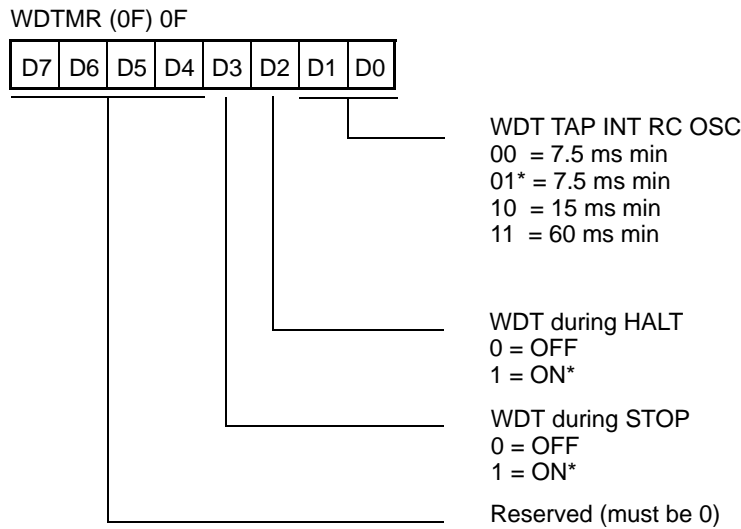 WDTMR (0F) 0F
D7 D6 D5 D4 D3 D2 D1 D0
WDT TAP INT RC OSC
00 = 7.5 ms min
01* = 7.5 ms min
10 = 15 ms min
11 = 60 ms min
WDT during HALT
0 = OFF
1 = ON*
WDT during STOP
0 = OFF
1 = ON*
Reserved (must be 0)